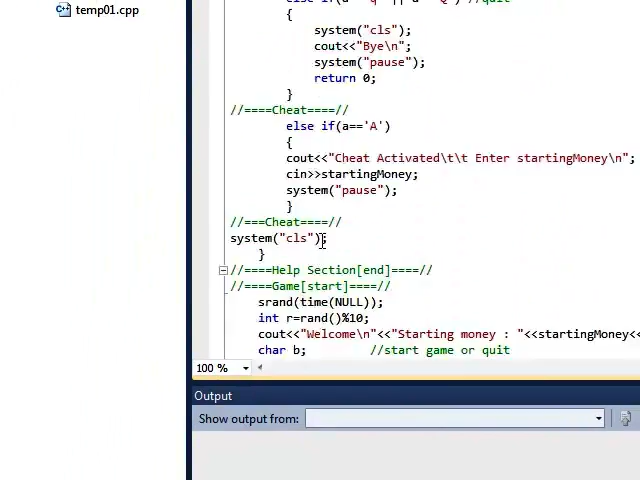 temp01.cpp
else if(a== 'q' || a== 'Q') //quit
{
system("cls");
cout<<"Bye\n";
system("pause");
return 0;
}
//====Cheat====//
else if(a=='A')
{
cout<<"Cheat Activated\t\t Enter startingMoney\n";
cin>>startingMoney;
system("pause");
}
//===Cheat====//
system("cls");
}
//====Help Section[end]====//
//====Game[start]====//
srand(time(NULL));
int r=rand()%10;
cout<<"Welcome\n"<<"Starting money : "<<startingMoney<<
char b; //start game or quit
100 %
Output
Show output from: